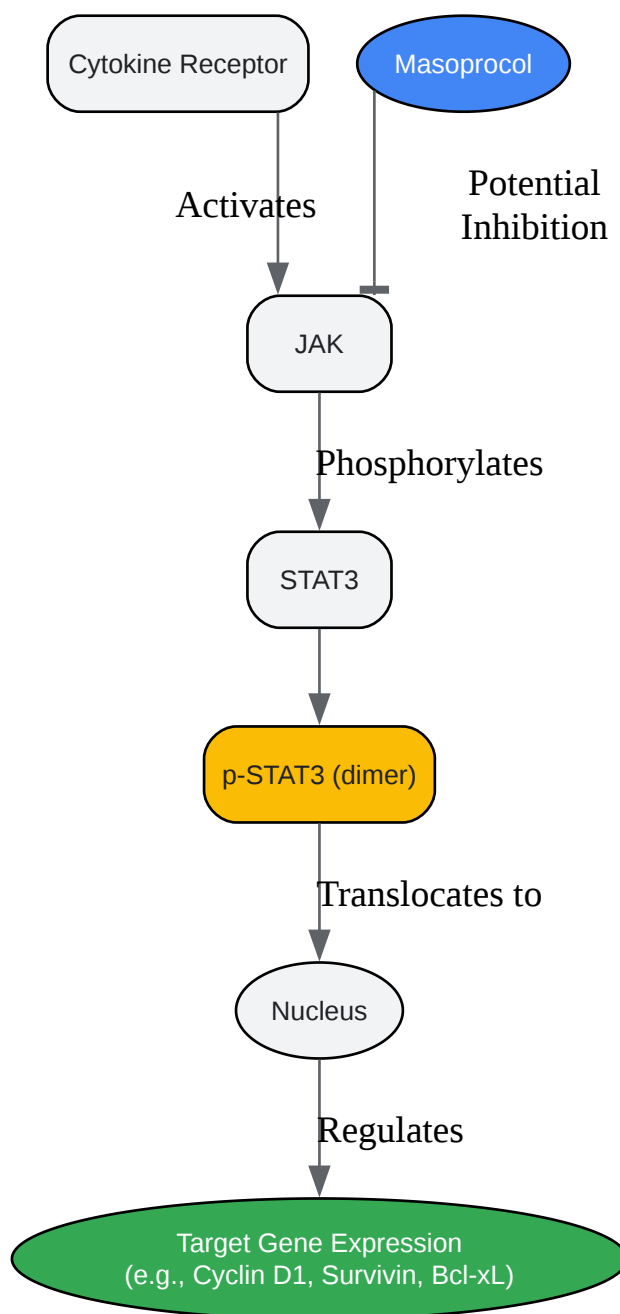 Cytokine Receptor
Masoprocol
Activates
Potential
Inhibition
JAK
Phosphorylates
STAT3
p-STAT3 (dimer)
Translocates to
Nucleus
Regulates
Target Gene Expression
(e.g., Cyclin D1, Survivin, Bcl-xL)